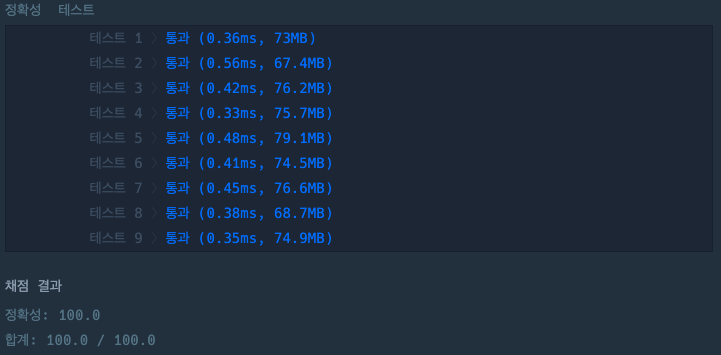 정확성 테스트
테스트 1 〉 통과 (0.36ms, 73MB)
테스트 2 〉 통과 (0.56ms, 67.4MB)
테스트 3 〉 통과 (0.42ms, 76.2MB)
테스트 4 〉 통과 (0.33ms, 75.7MB)
테스트 5 〉 통과 (0.48ms, 79.1MB)
테스트 6 〉 통과 (0.41ms, 74.5MB)
테스트 7 〉 통과 (0.45ms, 76.6MB)
테스트 8 〉 통과 (0.38ms, 68.7MB)
테스트 9 〉 통과 (0.35ms, 74.9MB)
채점 결과
정확성: 100.0
합계: 100.0 / 100.0